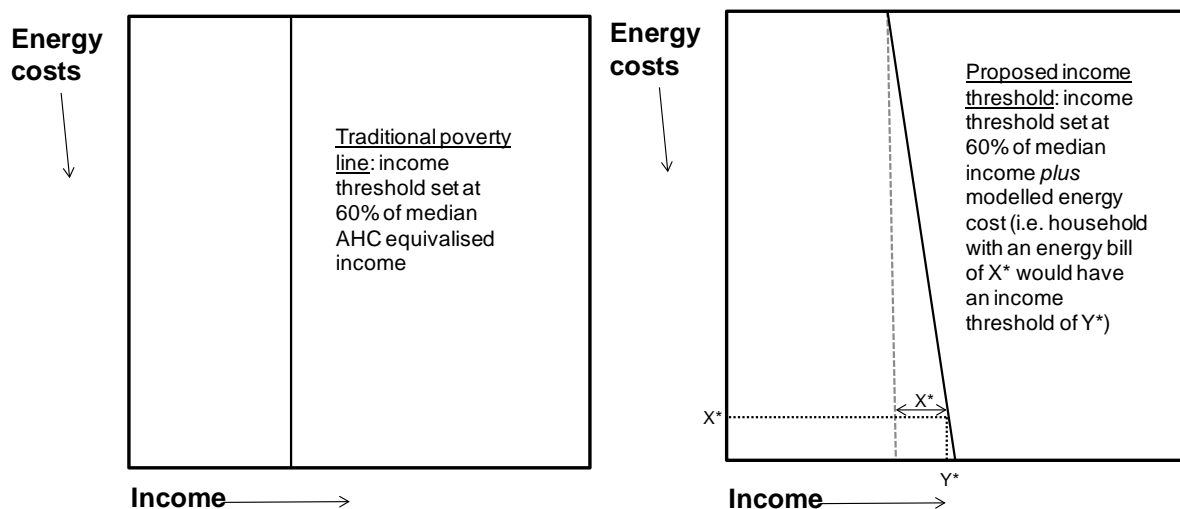 Energy
costs
Traditional poverty
line: income
threshold set at
60% of median
AHC equivalised
income
Income
Energy
costs
Proposed income
threshold: income
threshold set at
60% of median
income plus
modelled energy
cost (i.e. household
with an energy bill
of X* would have
an income
threshold of Y*)
X*
X*
Y*
Income